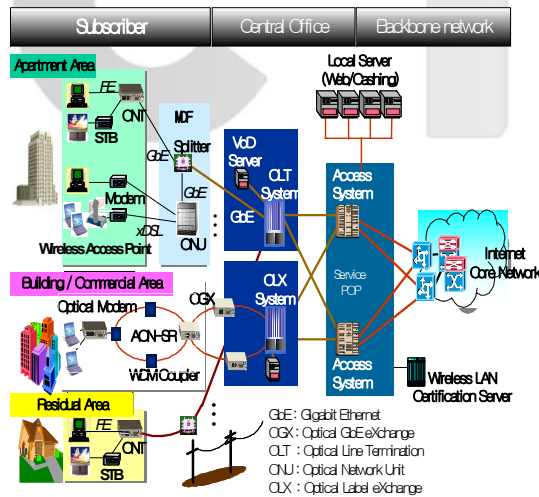 Subscriber
Central Office
Backbone network
Local Server
(Web/Cashing)
Apartment Area
FE
ONT
STB
MDF
Splitter
GbE
GbE
VoD
Server
OLT
System
GbE
Access
System
Modem
xDSL
Wireless Access Point
ONU
Internet
Core Network
Building / Commercial Area
Optical Modem
AON-SR
WDM Coupler
OGX
OLX
System
Service
POP
Access
System
Wireless LAN
Certification Server
Residual Area
FE
ONT
STB
GbE : Gigabit Ethernet
OGX : Optical GbE eXchange
OLT : Optical Line Termination
ONU : Optical Network Unit
OLX : Optical Label eXchange